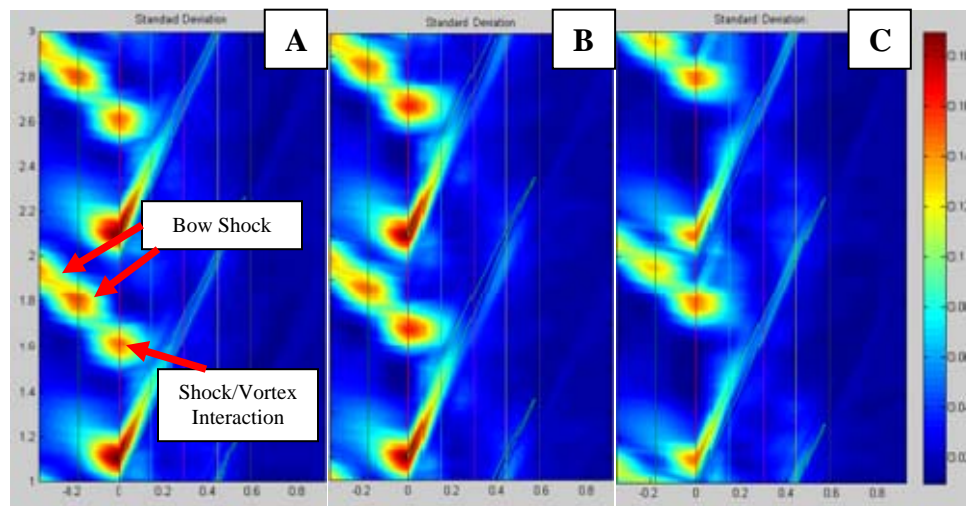 Standad Deviation
Standard Deviation
Standard Deviation
A
B
C
3
2.8
2.6
2.4
2.2
2
1.8
1.6
1.4
1.2
1
Bow Shock
Shock/Vortex
Interaction
-0.2 0 0.2 0.4 0.6 0.8
-0.2 0 0.2 0.4 0.6 0.8
-0.2 0 0.2 0.4 0.6 0.8